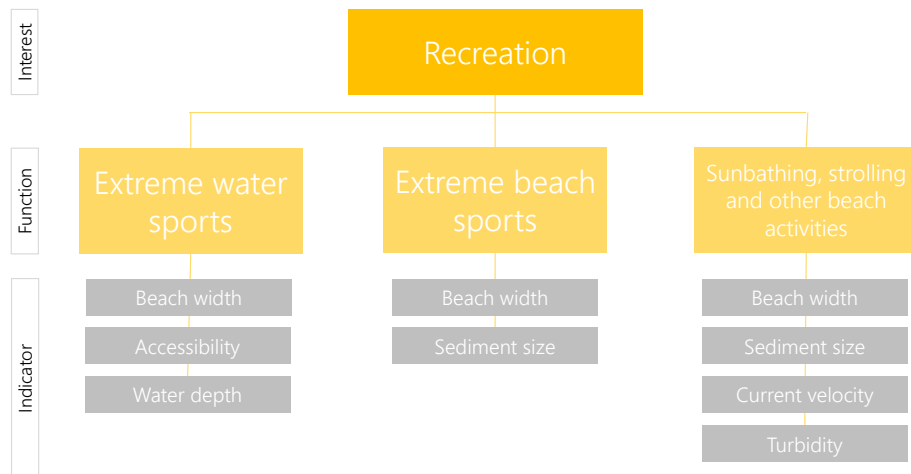 Interest
Recreation
Function
Extreme water
sports
Extreme beach
sports
Sunbathing, strolling
and other beach
activities
Indicator
Beach width
Accessibility
Water depth
Beach width
Sediment size
Beach width
Sediment size
Current velocity
Turbidity